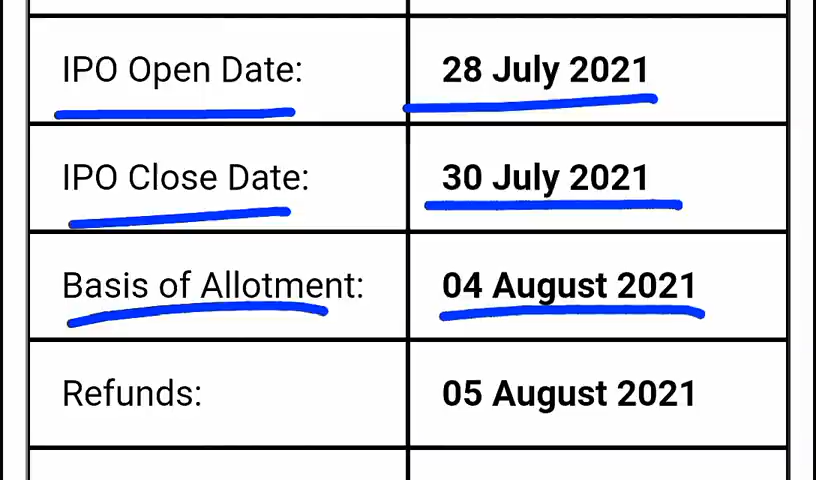 IPO Open Date: 28 July 2021
IPO Close Date: 30 July 2021
Basis of Allotment: 04 August 2021
Refunds: 05 August 2021